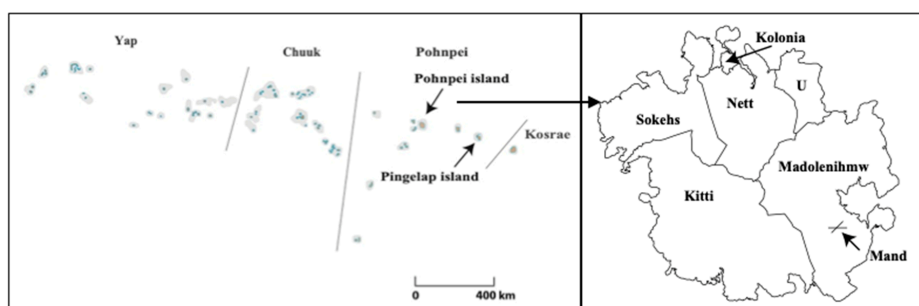 Yap
Chuuk
Pohnpei
Pohnpei island
Kosrae
Pingelap island
0 400 km
Kolonia
U
Nett
Sokehs
Madolenihmw
Kitti
Mand